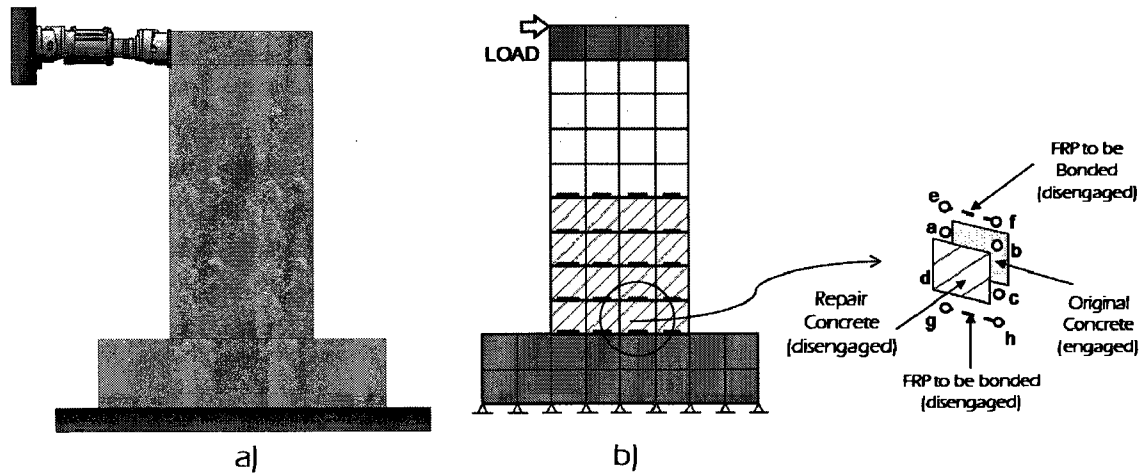 LOAD
FRP to be
Bonded
(disengaged)
e
f
a
b
d
c
g
h
Repair
Concrete
(disengaged)
Original
Concrete
(engaged)
FRP to be bonded
(disengaged)
a)
b)